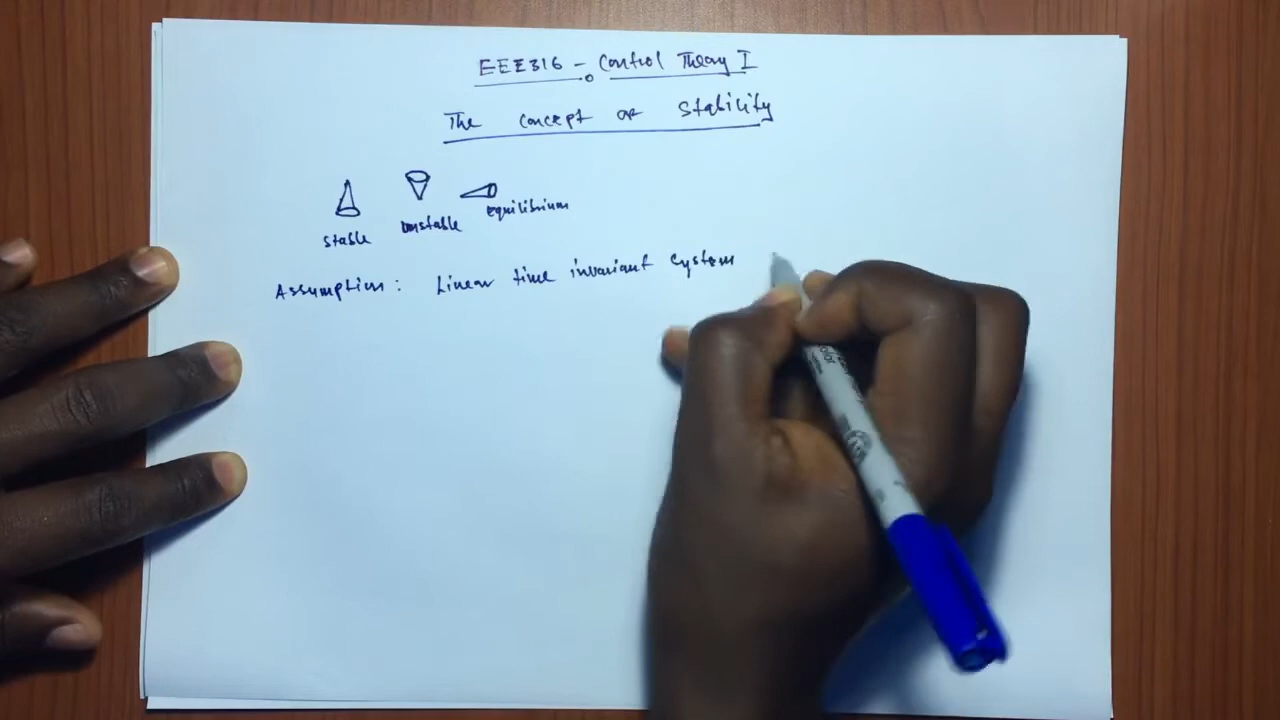 EEE316 - Control Theory I
The concept of Stability
stable unstable equilibrium
Assumption: Linear time invariant system